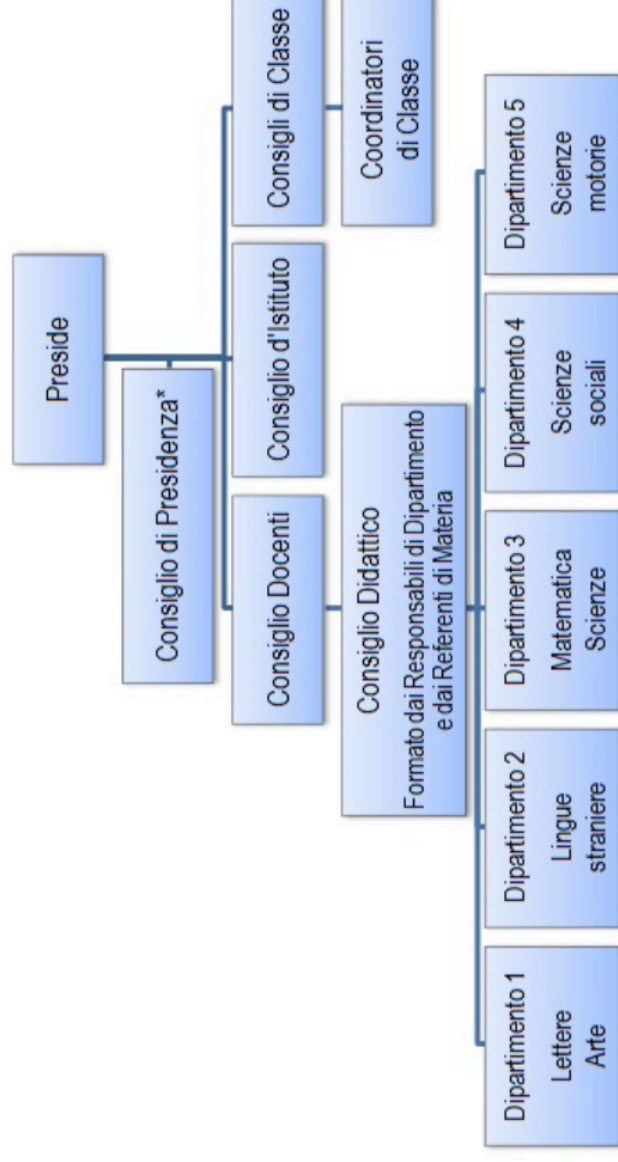 Preside
Consiglio di Presidenza*
Consiglio Docenti
Consiglio d'Istituto
Consigli di Classe
Consiglio Didattico
Formato dai Responsabili di Dipartimento
e dai Referenti di Materia
Coordinatori
di Classe
Dipartimento 1
Lettere
Arte
Dipartimento 2
Lingue
straniere
Dipartimento 3
Matematica
Scienze
Dipartimento 4
Scienze
sociali
Dipartimento 5
Scienze
motorie